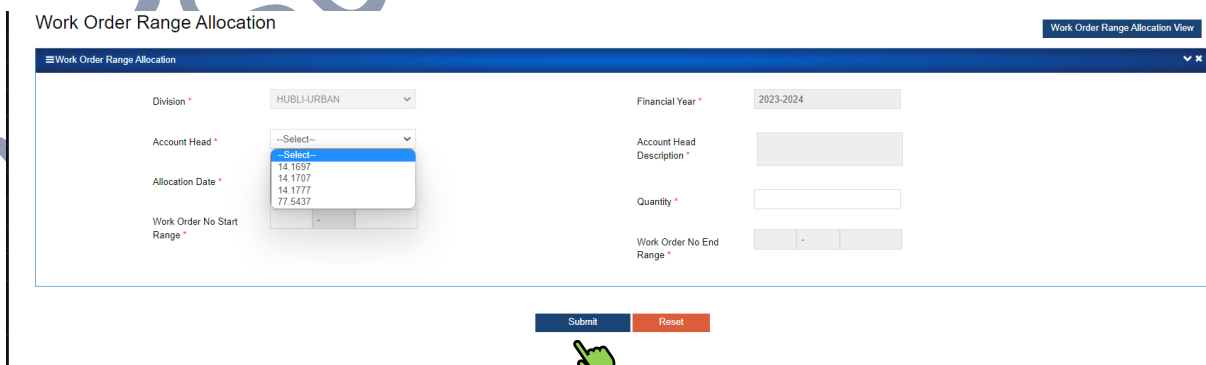 Work Order Range Allocation
Work Order Range Allocation View
Work Order Range Allocation
Division *
HUBLI-URBAN
Financial Year *
2023-2024
Account Head *
--Select--
Account Head
Description *
--Select--
14.1697
14.1707
14.1777
77.5437
Allocation Date *
Quantity *
Work Order No Start
Range *
-
Work Order No End
Range *
-
Submit
Reset